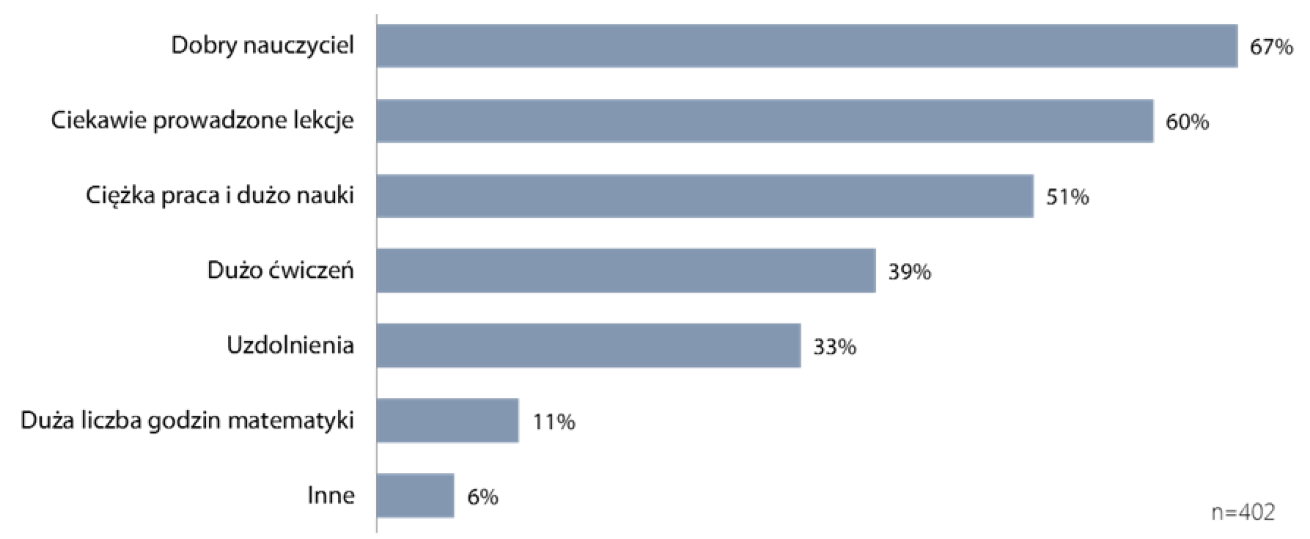 Dobry nauczyciel 67%
Ciekawie prowadzone lekcje 60%
Ciężka praca i dużo nauki 51%
Dużo ćwiczeń 39%
Uzdolnienia 33%
Duża liczba godzin matematyki 11%
Inne 6%
n=402